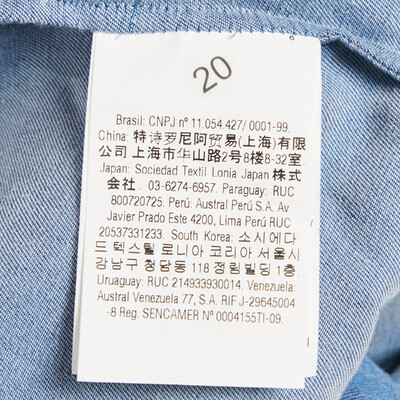 20
Brasil: CNPJ nº 11.054.427/ 0001-99.
China: 特诗罗尼阿贸易(上海)有限
公司 上海市华山路2号8楼8-32室
Japan: Sociedad Textil Lonia Japan 株式
会社. 03-6274-6957. Paraguay: RUC
800720725. Perú: Austral Perú S.A. Av
Javier Prado Este 4200, Lima Perú RUC
20537331233. South Korea: 소시에다
드 텍스틸 로니아 코리아 서울시
강남구 청담동 118 정림빌딩 1층.
Uruguay: RUC 214933930014. Venezuela:
Austral Venezuela 77, S.A. RIF J-29645004
-8 Reg. SENCAMER Nº 0004155TI-09.